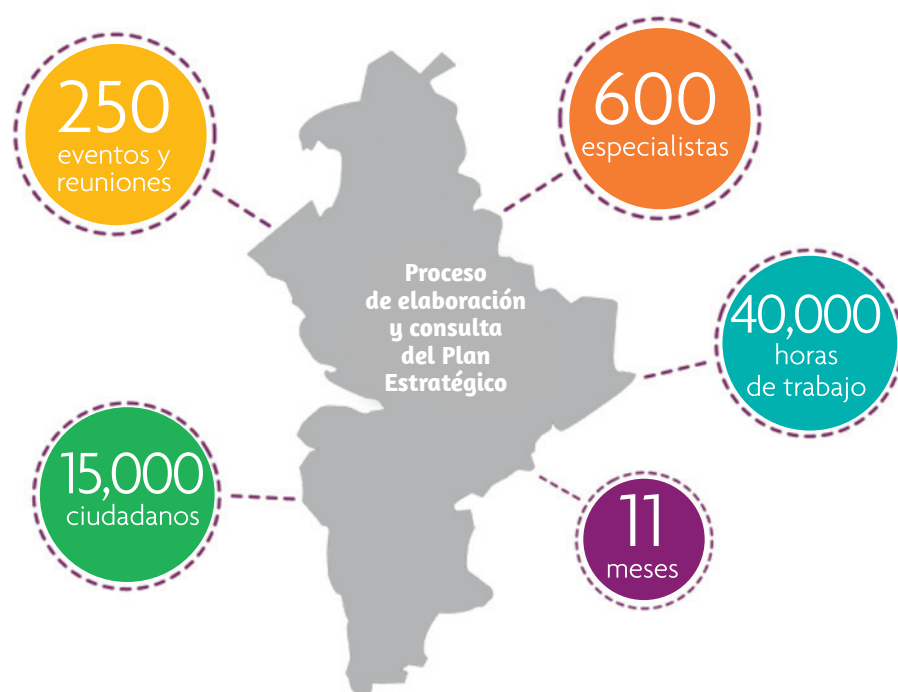 250
eventos y
reuniones
600
especialistas
Proceso
de elaboración
y consulta
del Plan
Estratégico
40,000
horas
de trabajo
15,000
ciudadanos
11
meses